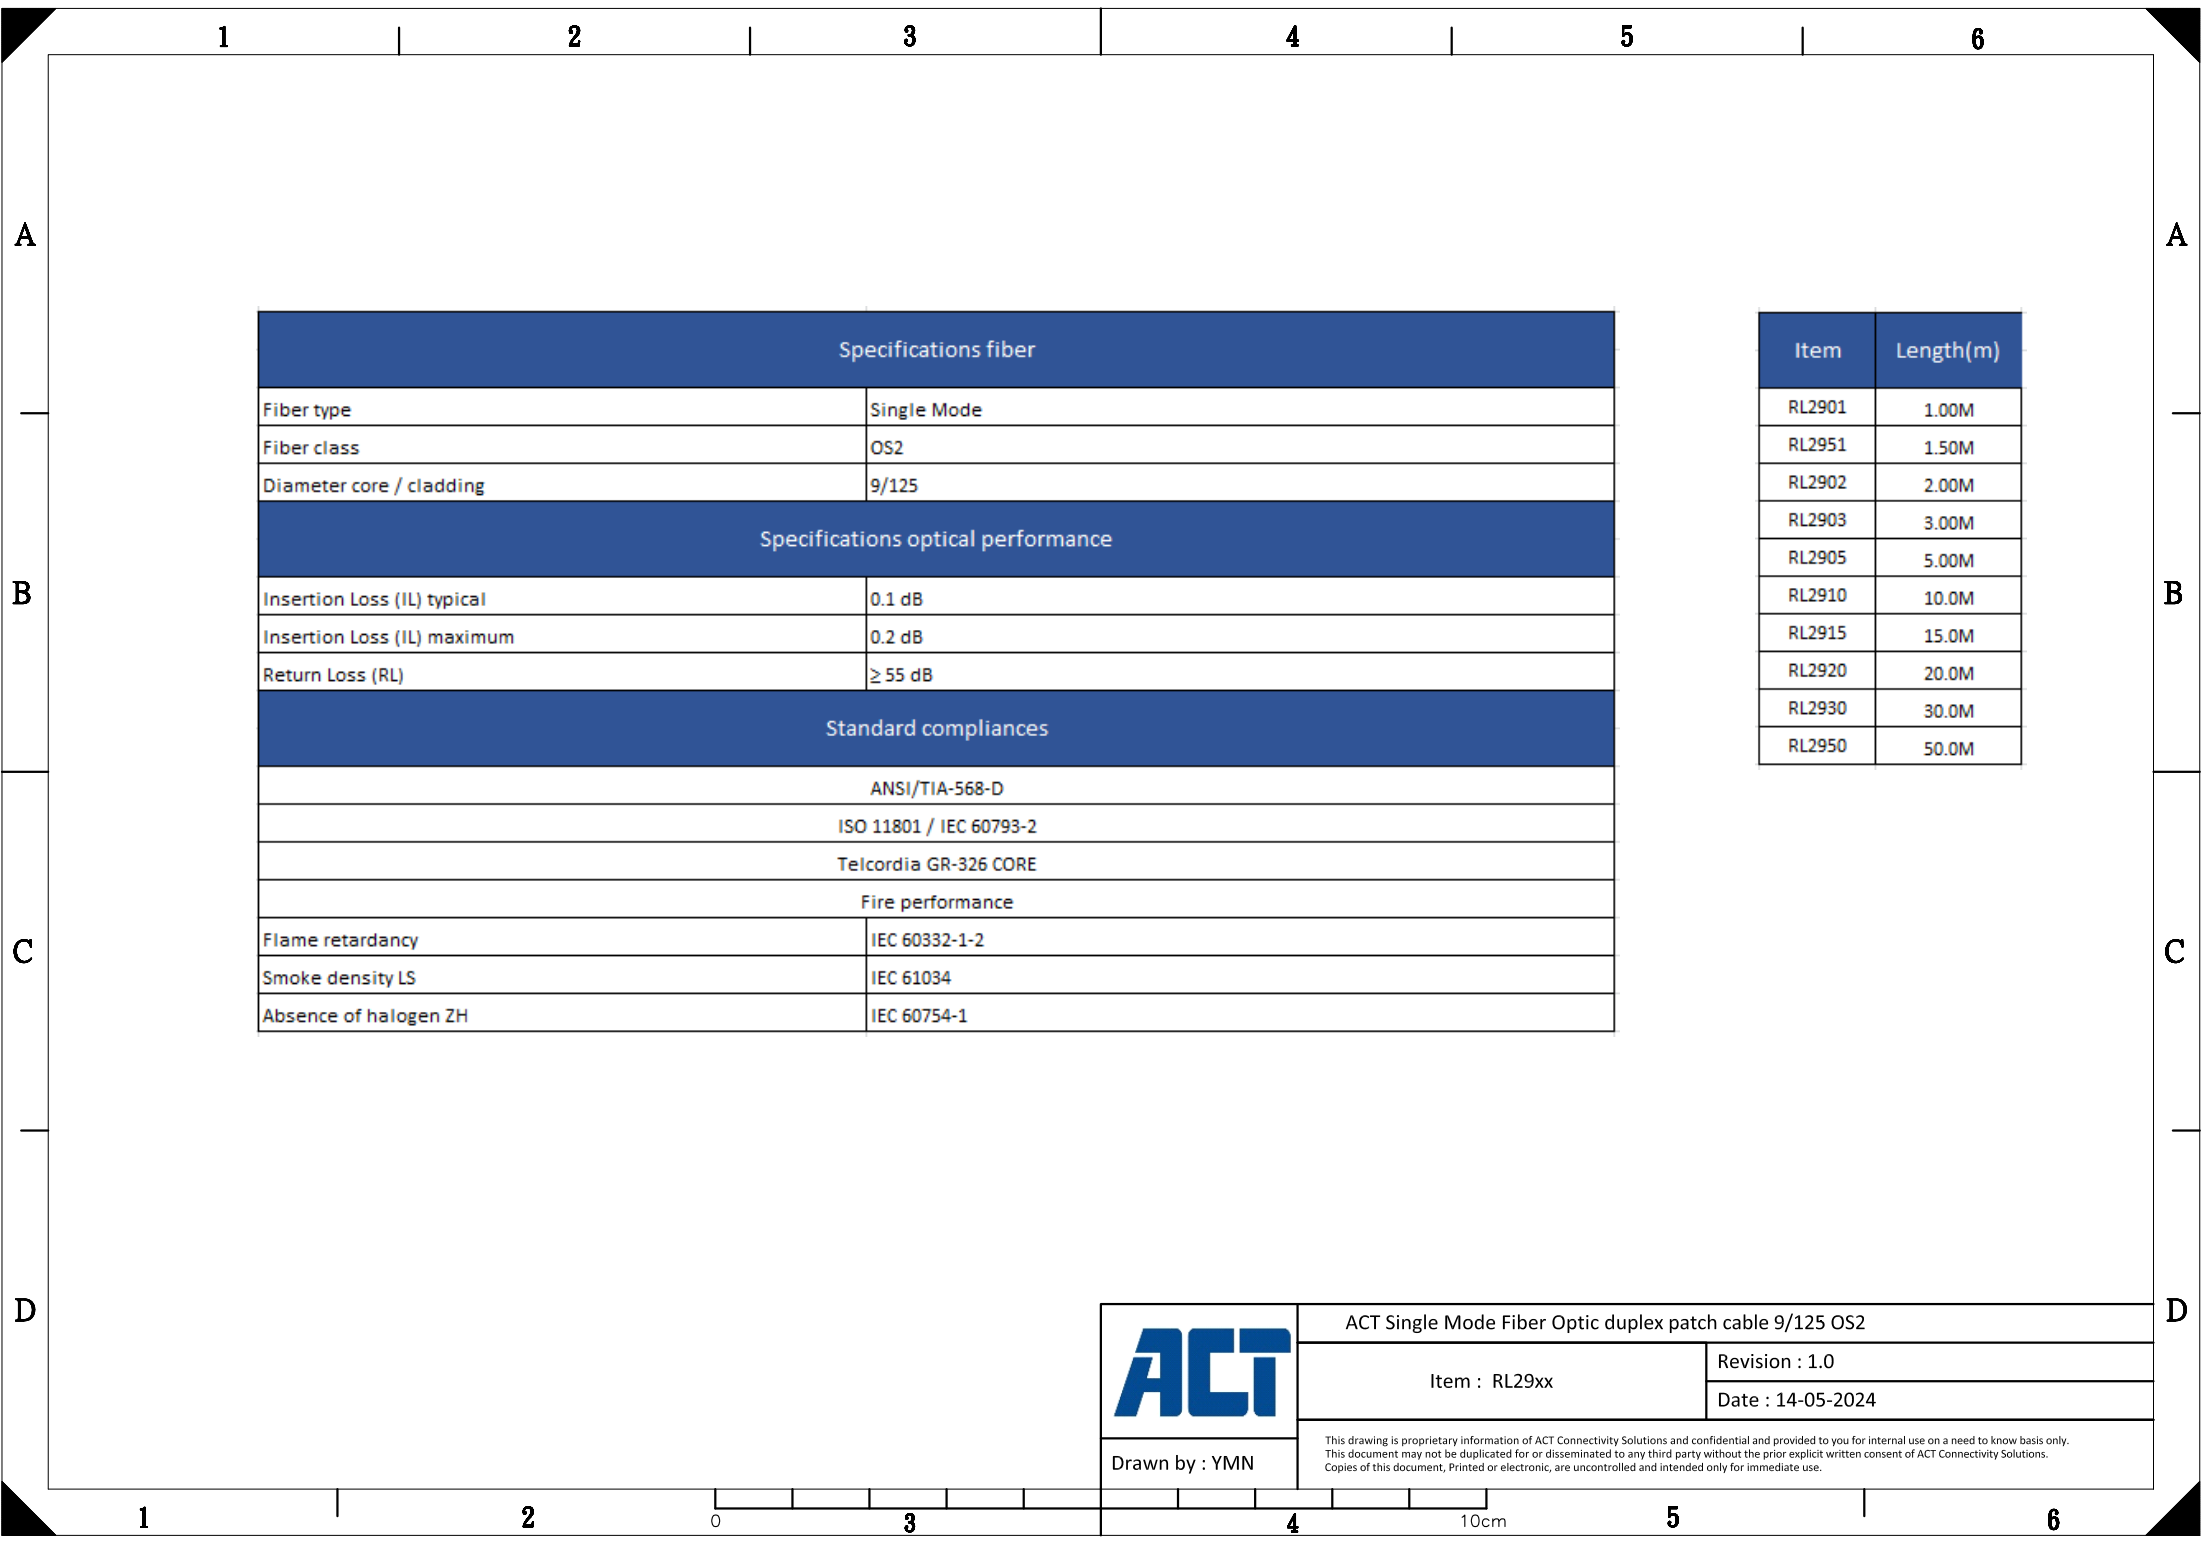 1 2 3 4 5 6
A A
Specifications fiber
Fiber type Single Mode
Fiber class OS2
Diameter core / cladding 9/125
Specifications optical performance
Insertion Loss (IL) typical 0.1 dB
Insertion Loss (IL) maximum 0.2 dB
Return Loss (RL) ≥ 55 dB
Standard compliances
ANSI/TIA-568-D
ISO 11801 / IEC 60793-2
Telcordia GR-326 CORE
Fire performance
Flame retardancy IEC 60332-1-2
Smoke density LS IEC 61034
Absence of halogen ZH IEC 60754-1
Item Length(m)
RL2901 1.00M
RL2951 1.50M
RL2902 2.00M
RL2903 3.00M
RL2905 5.00M
RL2910 10.0M
RL2915 15.0M
RL2920 20.0M
RL2930 30.0M
RL2950 50.0M
B B
C C
D D
ACT
Drawn by : YMN
ACT Single Mode Fiber Optic duplex patch cable 9/125 OS2
Item : RL29xx
Revision : 1.0
Date : 14-05-2024
This drawing is proprietary information of ACT Connectivity Solutions and confidential and provided to you for internal use on a need to know basis only.
This document may not be duplicated for or disseminated to any third party without the prior explicit written consent of ACT Connectivity Solutions.
Copies of this document, Printed or electronic, are uncontrolled and intended only for immediate use.
0 10cm
1 2 3 4 5 6